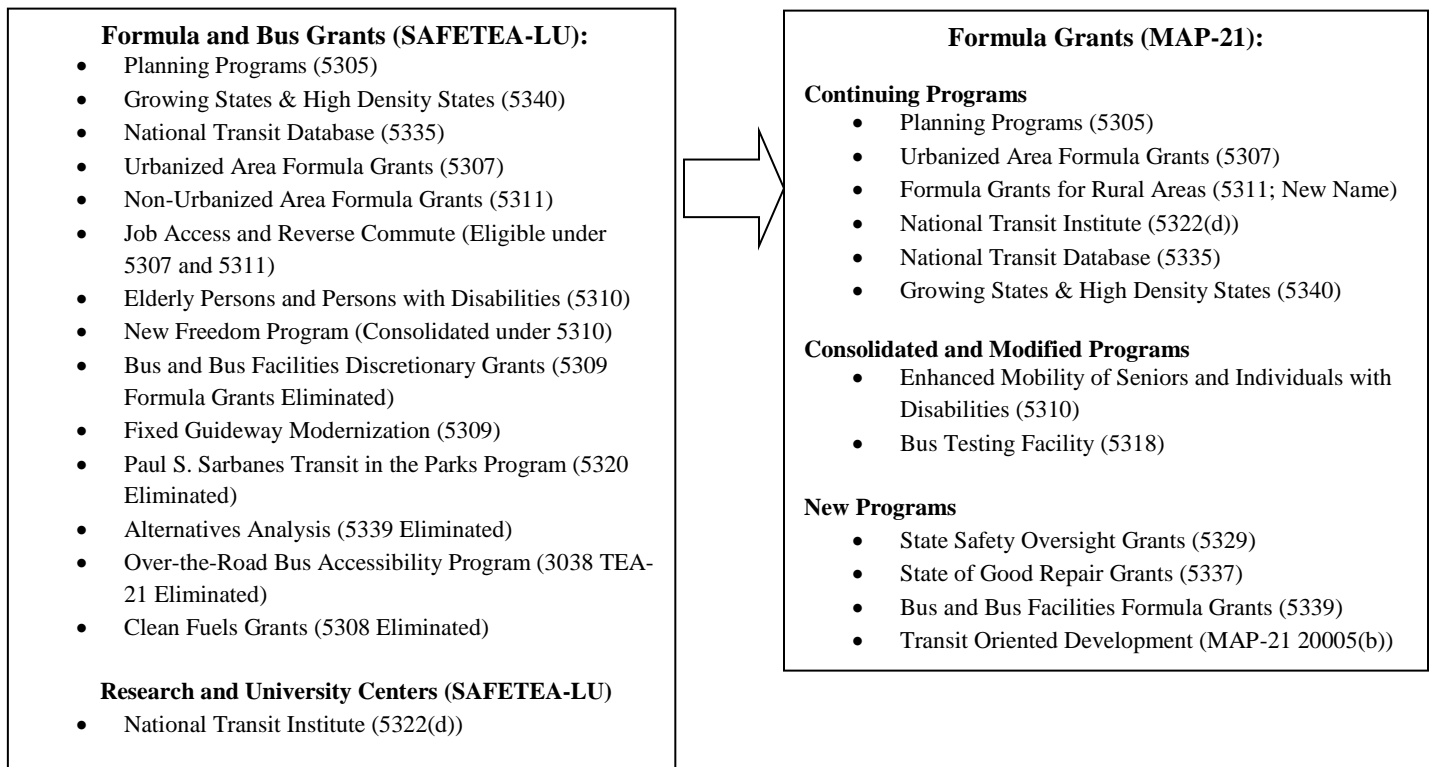 Formula and Bus Grants (SAFETEA-LU):
• Planning Programs (5305)
• Growing States & High Density States (5340)
• National Transit Database (5335)
• Urbanized Area Formula Grants (5307)
• Non-Urbanized Area Formula Grants (5311)
• Job Access and Reverse Commute (Eligible under
5307 and 5311)
• Elderly Persons and Persons with Disabilities (5310)
• New Freedom Program (Consolidated under 5310)
• Bus and Bus Facilities Discretionary Grants (5309
Formula Grants Eliminated)
• Fixed Guideway Modernization (5309)
• Paul S. Sarbanes Transit in the Parks Program (5320
Eliminated)
• Alternatives Analysis (5339 Eliminated)
• Over-the-Road Bus Accessibility Program (3038 TEA-
21 Eliminated)
• Clean Fuels Grants (5308 Eliminated)
Research and University Centers (SAFETEA-LU)
• National Transit Institute (5322(d))
Formula Grants (MAP-21):
Continuing Programs
• Planning Programs (5305)
• Urbanized Area Formula Grants (5307)
• Formula Grants for Rural Areas (5311; New Name)
• National Transit Institute (5322(d))
• National Transit Database (5335)
• Growing States & High Density States (5340)
Consolidated and Modified Programs
• Enhanced Mobility of Seniors and Individuals with
Disabilities (5310)
• Bus Testing Facility (5318)
New Programs
• State Safety Oversight Grants (5329)
• State of Good Repair Grants (5337)
• Bus and Bus Facilities Formula Grants (5339)
• Transit Oriented Development (MAP-21 20005(b))